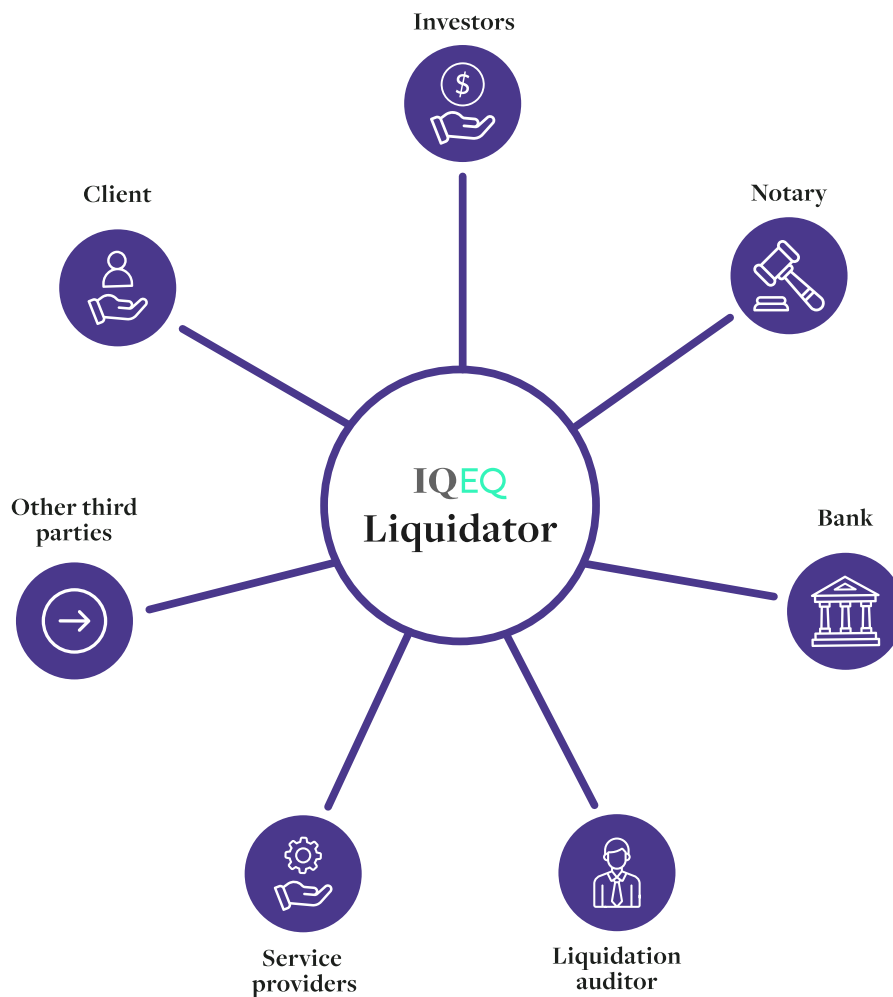 Investors
Client
Notary
IQEQ
Liquidator
Other third
parties
Bank
$
Service
providers
Liquidation
auditor